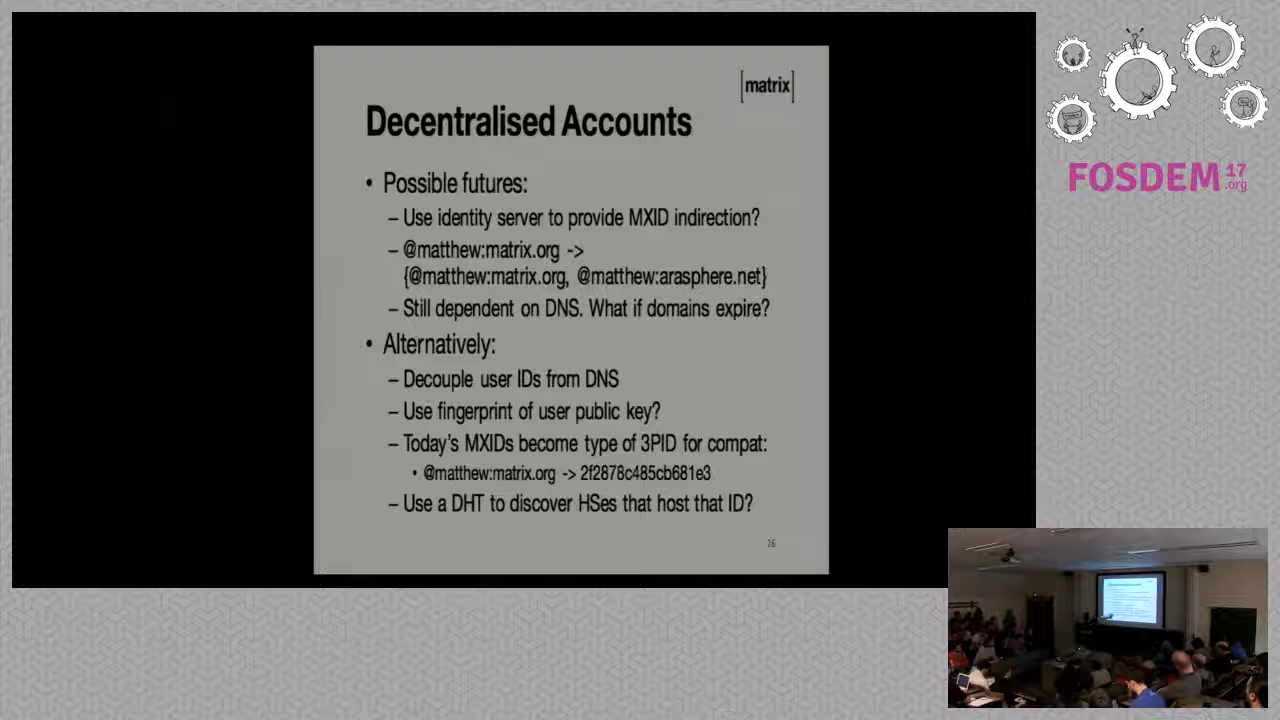 [matrix]
Decentralised Accounts
• Possible futures:
– Use identity server to provide MXID indirection?
– @matthew:matrix.org ->
{@matthew:matrix.org, @matthew:arasphere.net}
– Still dependent on DNS. What if domains expire?
• Alternatively:
– Decouple user IDs from DNS
– Use fingerprint of user public key?
– Today's MXIDs become type of 3PID for compat:
• @matthew:matrix.org -> 2f2878c485cb681e3
– Use a DHT to discover HSes that host that ID?
26
FOSDEM 17
.org